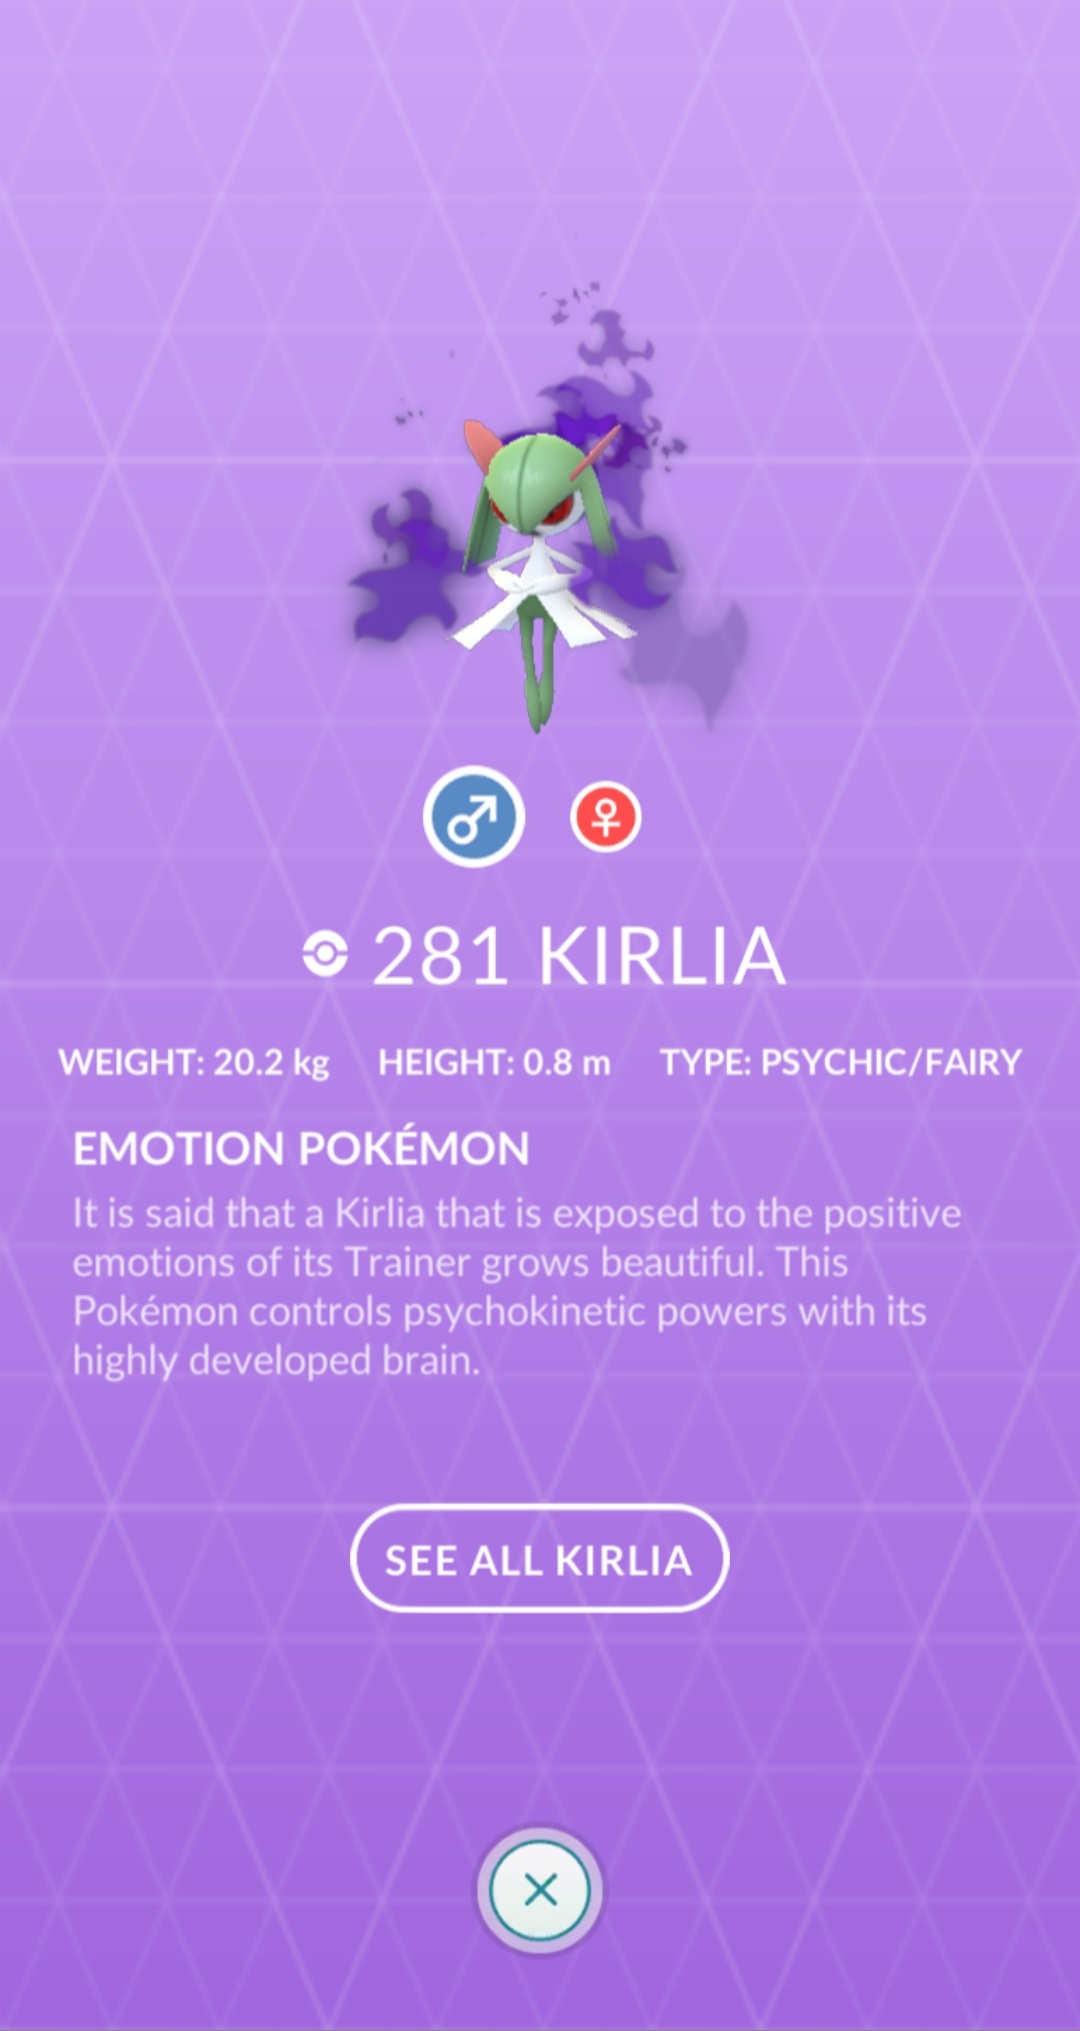 281 KIRLIA
WEIGHT: 20.2 kg HEIGHT: 0.8 m TYPE: PSYCHIC/FAIRY
EMOTION POKÉMON
It is said that a Kirlia that is exposed to the positive
emotions of its Trainer grows beautiful. This
Pokémon controls psychokinetic powers with its
highly developed brain.
SEE ALL KIRLIA